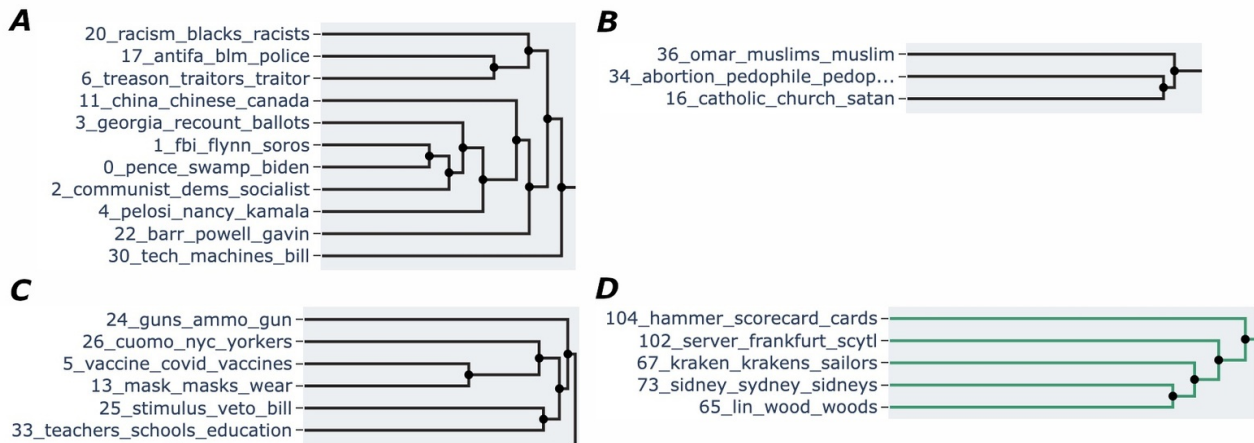 A
20_racism_blacks_racists
17_antifa_blm_police
6_treason_traitors_traitor
11_china_chinese_canada
3_georgia_recount_ballots
1_fbi_flynn_soros
0_pence_swamp_biden
2_communist_dems_socialist
4_pelosi_nancy_kamala
22_barr_powell_gavin
30_tech_machines_bill
B
36_omar_muslims_muslim
34_abortion_pedophile_pedop...
16_catholic_church_satan
C
24_guns_ammo_gun
26_cuomo_nyc_yorkers
5_vaccine_covid_vaccines
13_mask_masks_wear
25_stimulus_veto_bill
33_teachers_schools_education
D
104_hammer_scorecard_cards
102_server_frankfurt_scytl
67_kraken_krakens_sailors
73_sidney_sydney_sidneys
65_lin_wood_woods